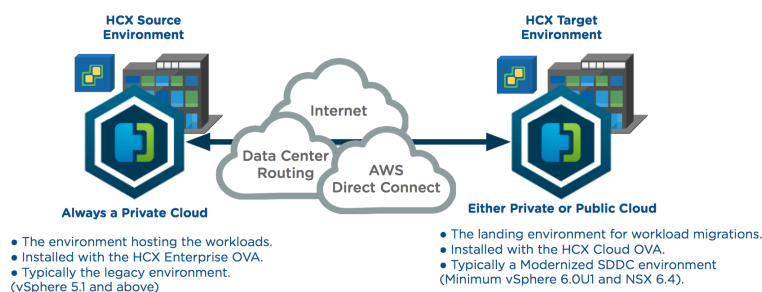 HCX Source
Environment
HCX Target
Environment
Internet
Data Center
Routing
AWS
Direct Connect
Always a Private Cloud
● The environment hosting the workloads.
● Installed with the HCX Enterprise OVA.
● Typically the legacy environment.
(vSphere 5.1 and above)
Either Private or Public Cloud
● The landing environment for workload migrations.
● Installed with the HCX Cloud OVA.
● Typically a Modernized SDDC environment
(Minimum vSphere 6.0U1 and NSX 6.4).